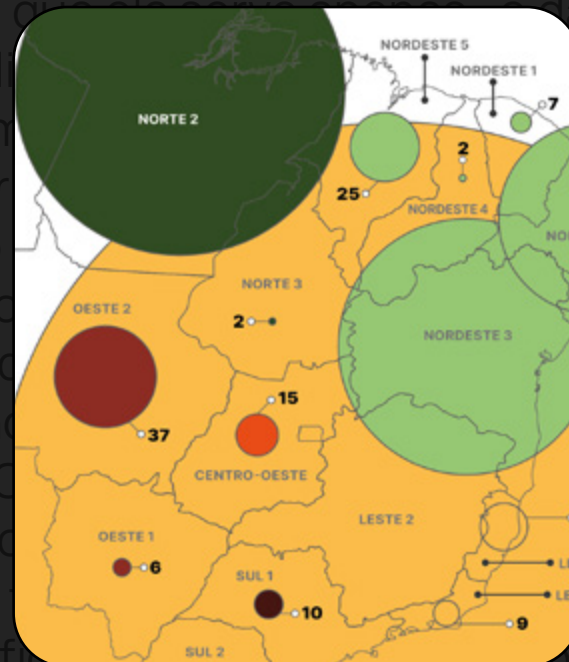 NORDESTE 5
NORDESTE 1
7
NORTE 2
2
25
NORDESTE 4
NORTE 3
OESTE 2
2
NORDESTE 3
15
37
CENTRO-OESTE
LESTE 2
OESTE 1
6
SUL 1
10
9
SUL 2